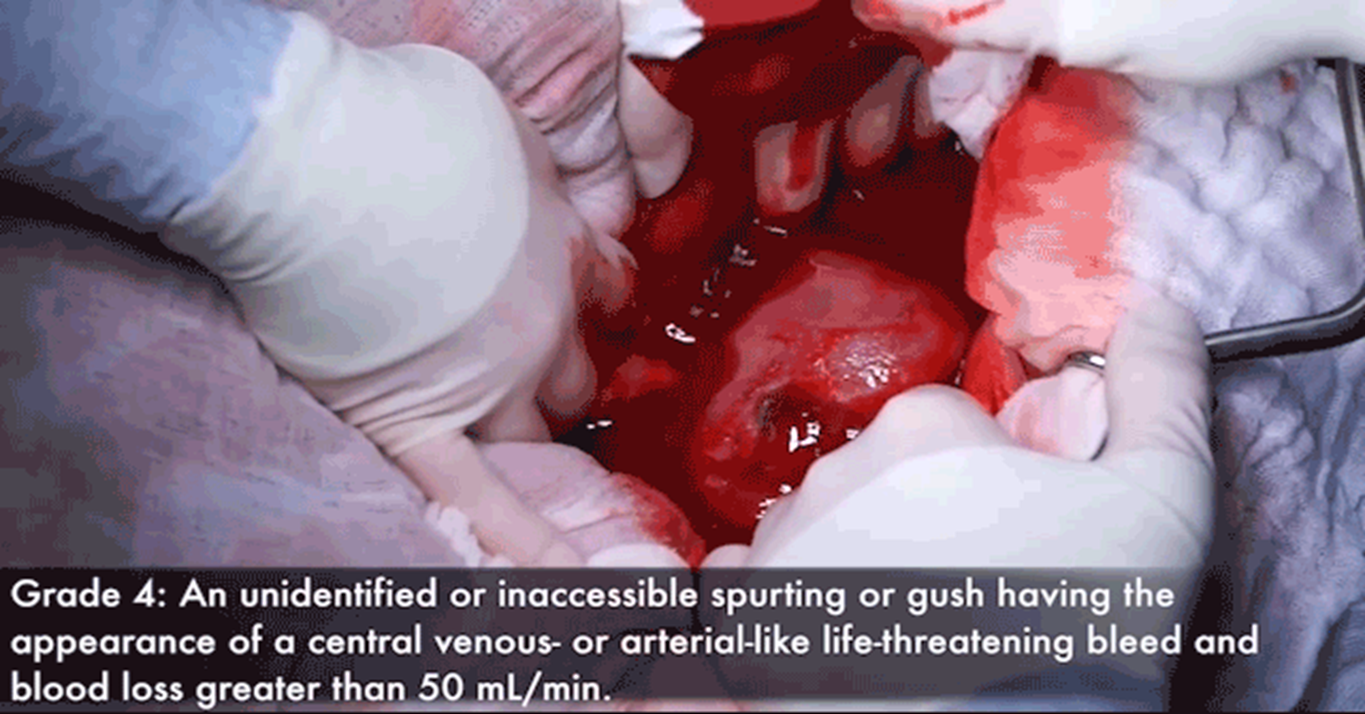 Grade 4: An unidentified or inaccessible spurting or gush having the
appearance of a central venous- or arterial-like life-threatening bleed and
blood loss greater than 50 mL/min.